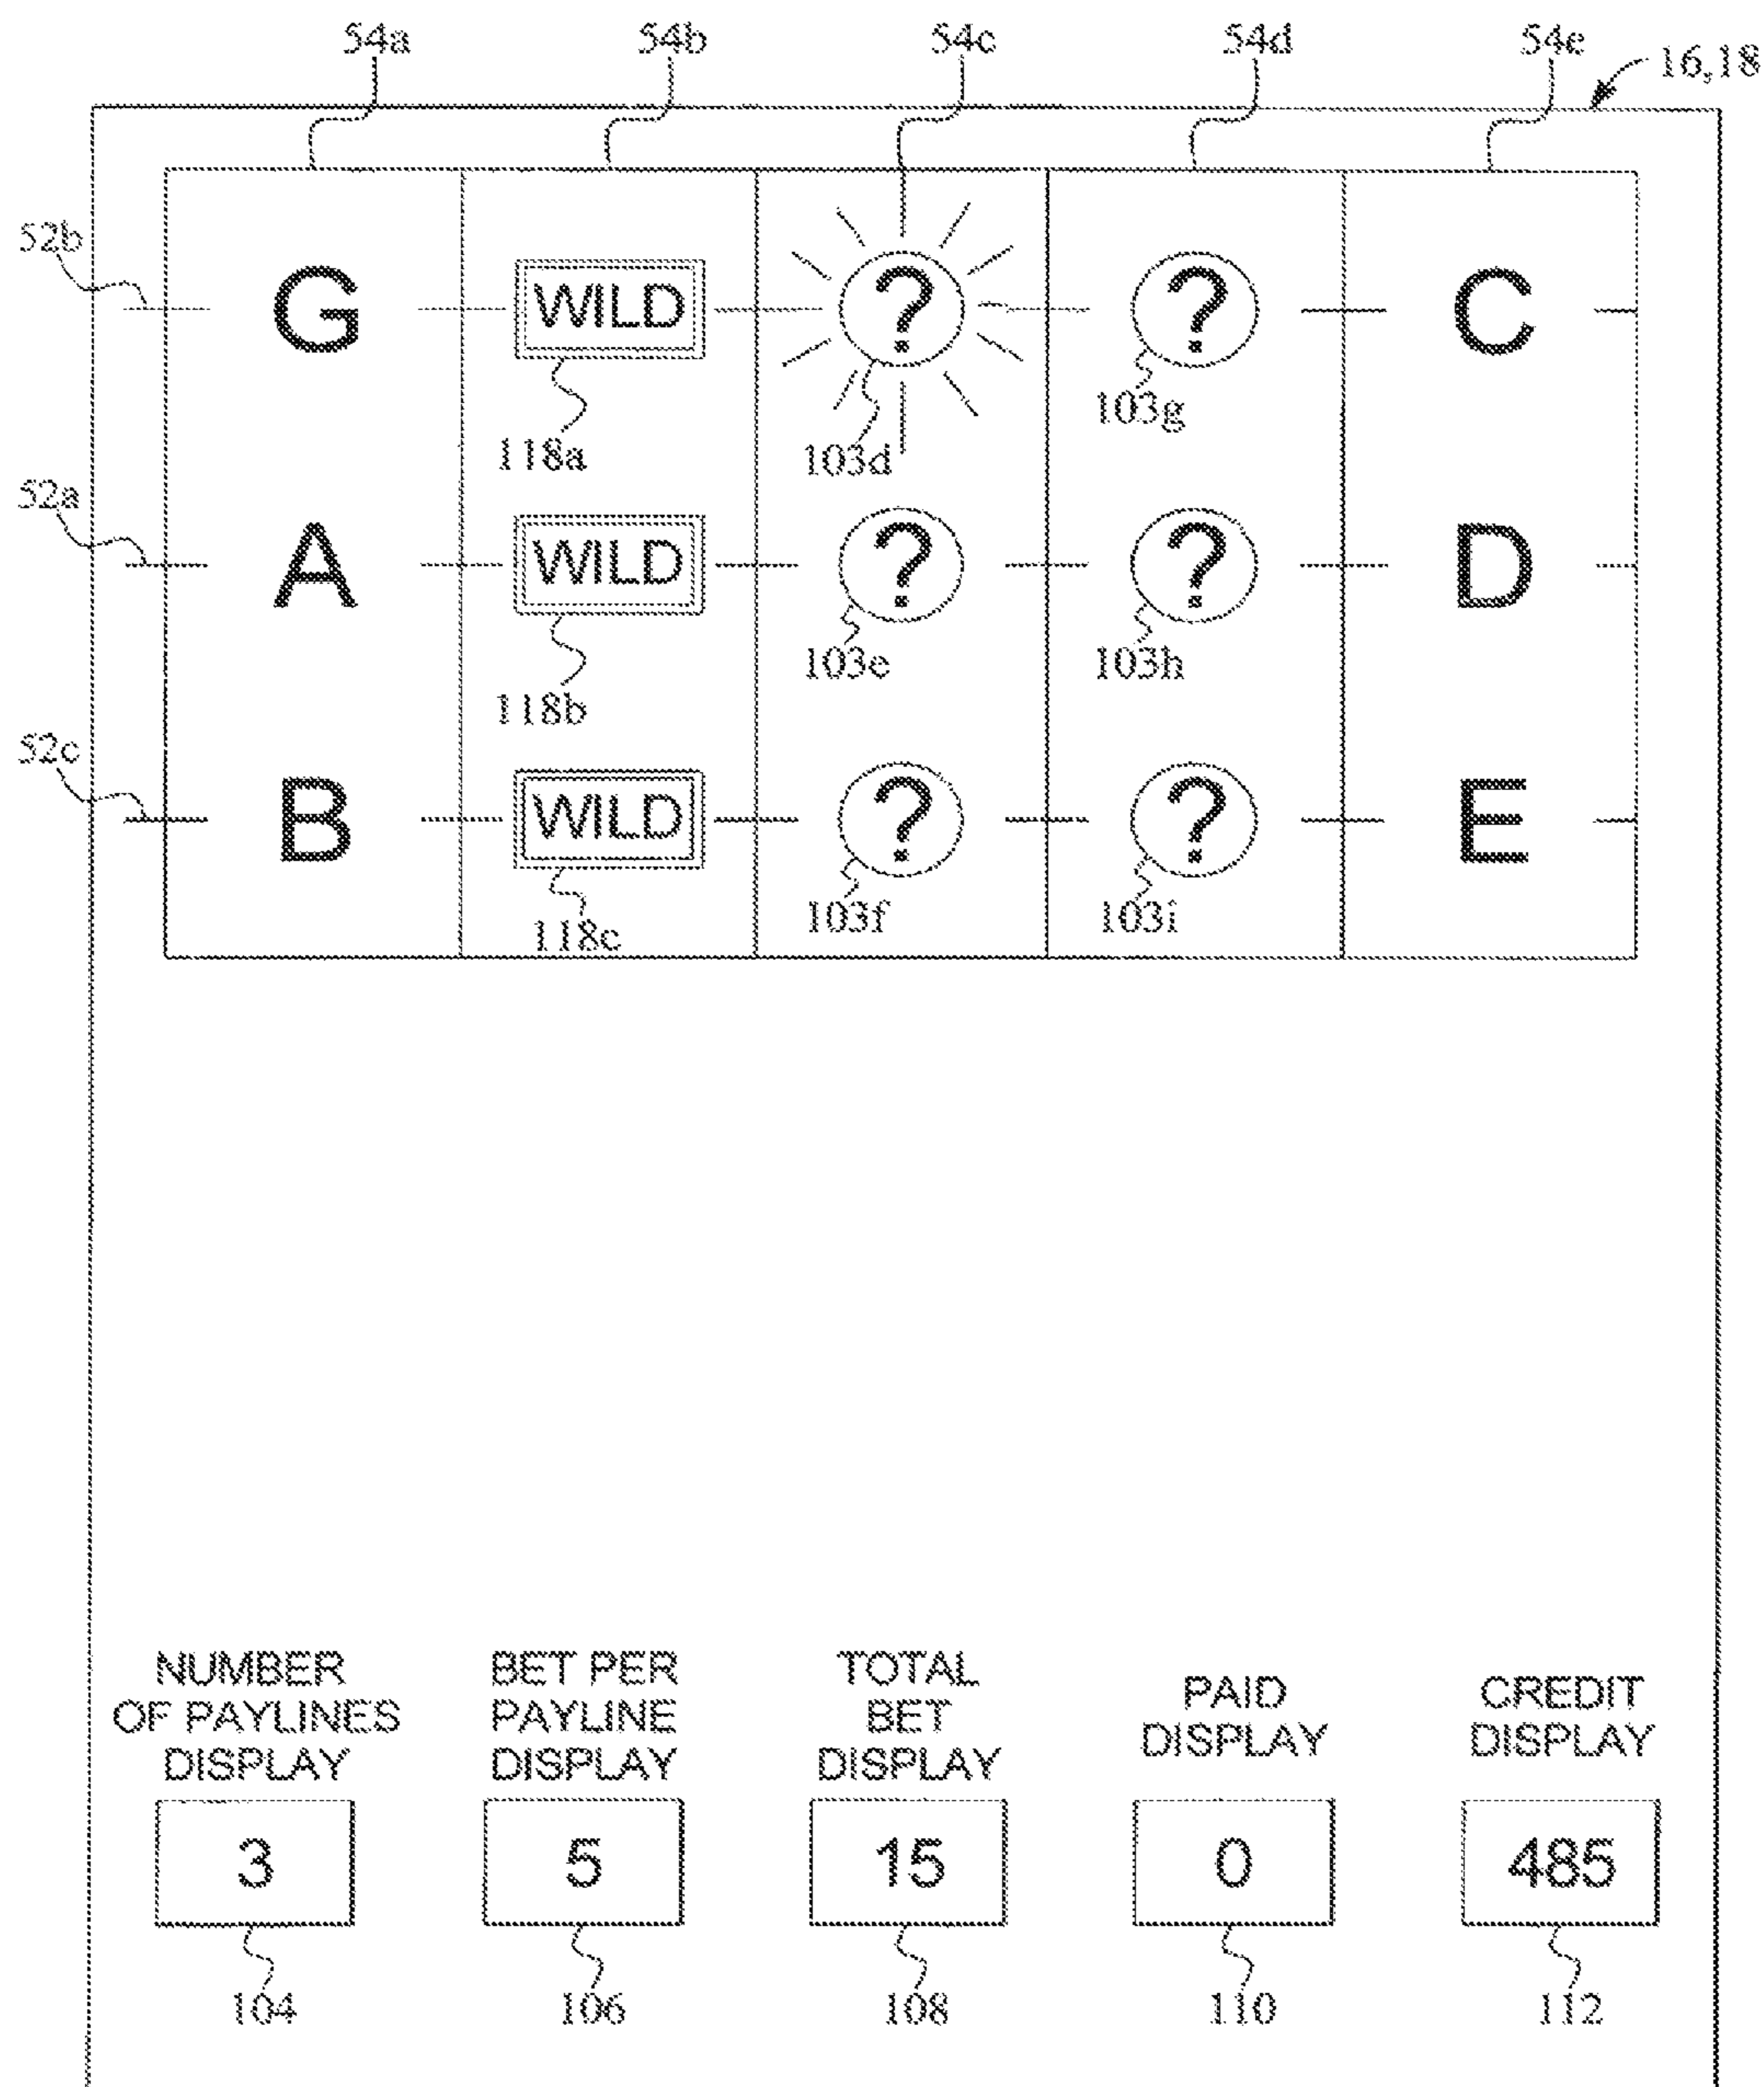 54a 54b 54c 54d 54e
16,18
52b G WILD ? ? C
118a 103d 103g
52a A WILD ? ? D
118b 103e 103h
52c B WILD ? ? E
118c 103f 103i
NUMBER OF PAYLINES DISPLAY
BET PER PAYLINE DISPLAY
TOTAL BET DISPLAY
PAID DISPLAY
CREDIT DISPLAY
3 5 15 0 485
104 106 108 110 112